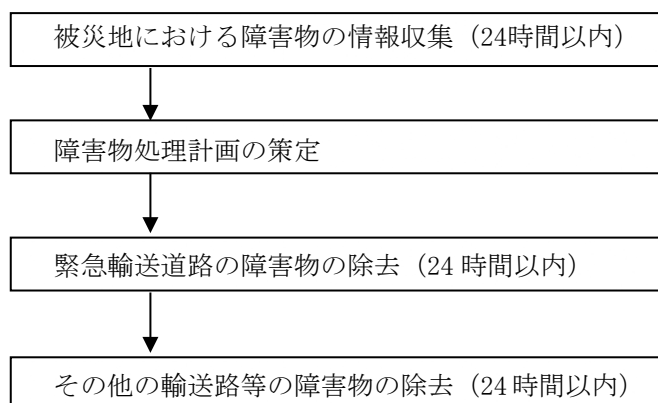 被災地における障害物の情報収集（24時間以内）
障害物処理計画の策定
緊急輸送道路の障害物の除去（24 時間以内）
その他の輸送路等の障害物の除去（24 時間以内）